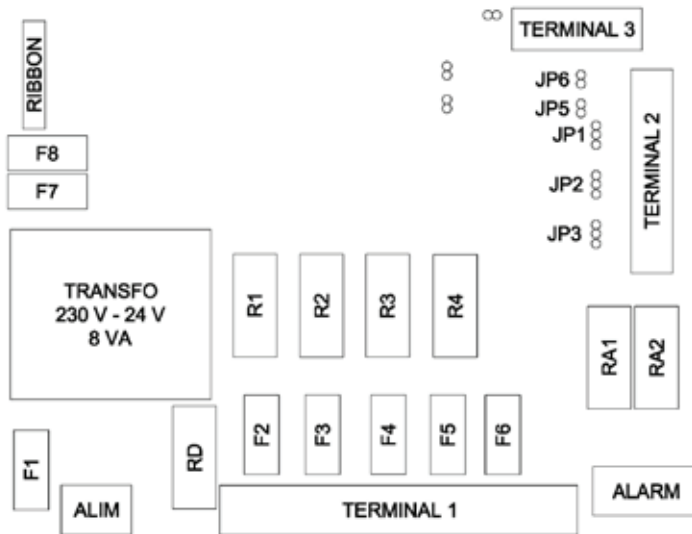 TERMINAL 3
RIBBON
JP6
JP5
JP1
TERMINAL 2
F8
F7
JP2
JP3
TRANSFO
230 V - 24 V
8 VA
R1
R2
R3
R4
RA1
RA2
F1
RD
F2
F3
F4
F5
F6
ALIM
TERMINAL 1
ALARM